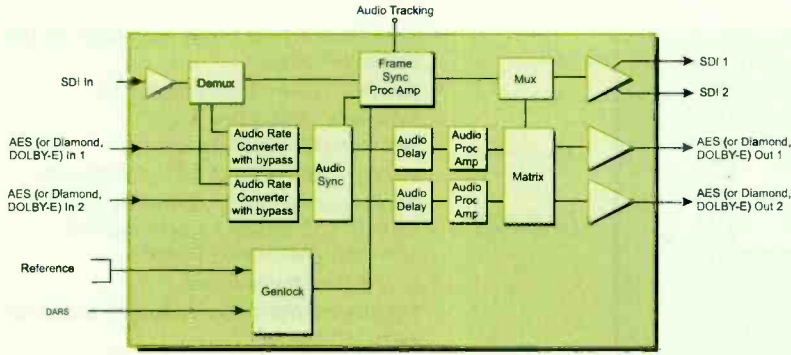 Audio Tracking
SDI In
Demux
Frame
Sync
Proc Amp
Mux
SDI 1
SDI 2
AES (or Diamond,
DOLBY-E) In 1
Audio Rate
Converter
with bypass
Audio
Sync
Audio
Delay
Audio
Proc
Amp
Matrix
AES (or Diamond,
DOLBY-E) Out 1
AES (or Diamond,
DOLBY-E) In 2
Audio Rate
Converter
with bypass
Audio
Delay
Audio
Proc
Amp
AES (or Diamond,
DOLBY-E) Out 2
Reference
Genlock
DARS